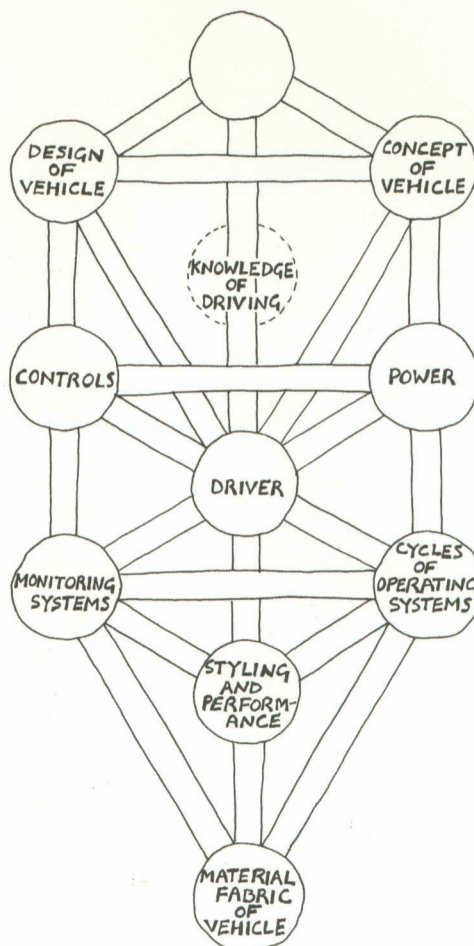 DESIGN
OF
VEHICLE
CONCEPT
OF
VEHICLE
KNOWLEDGE
OF
DRIVING
CONTROLS
POWER
DRIVER
MONITORING
SYSTEMS
CYCLES
OF
OPERATING
SYSTEMS
STYLING
AND
PERFORM-
ANCE
MATERIAL
FABRIC
OF
VEHICLE